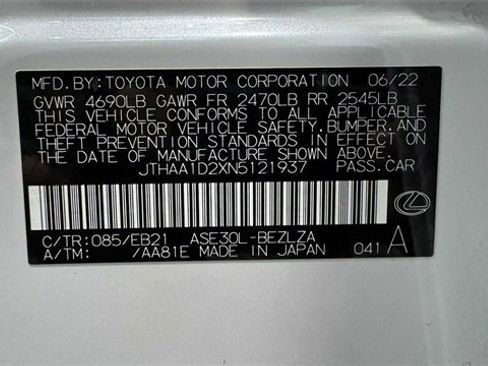 MFD.BY:TOYOTA MOTOR CORPORATION 06/22
GVWR 4690LB GAWR FR 2470LB RR 2545LB
THIS VEHICLE CONFORMS TO ALL APPLICABLE
FEDERAL MOTOR VEHICLE SAFETY,BUMPER,AND
THEFT PREVENTION STANDARDS IN EFFECT ON
THE DATE OF MANUFACTURE SHOWN ABOVE.
JTHAA1D2XN5121937 PASS.CAR
C/TR:085/EB21 ASE30L-BEZLZA
A/TM: /AA81E MADE IN JAPAN 041 A